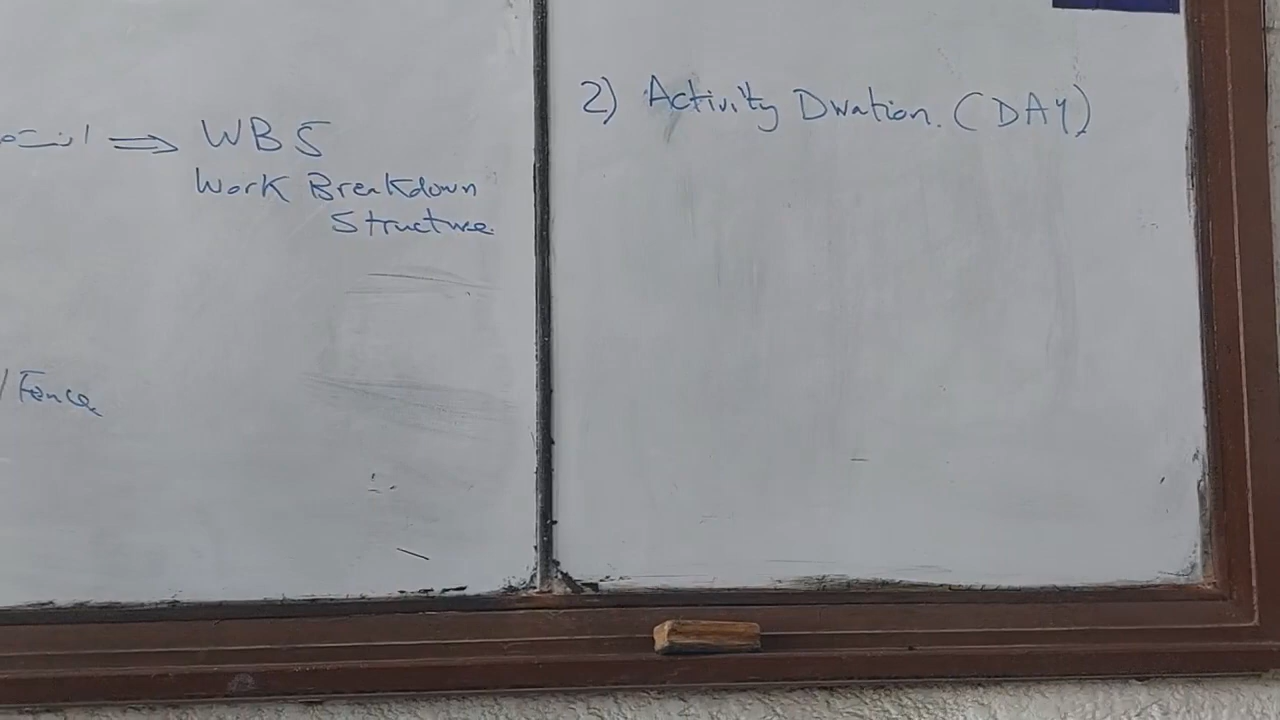 ⇒ WBS
Work Breakdown
Structure
/ Fence
2) Activity Duration. (DAY)